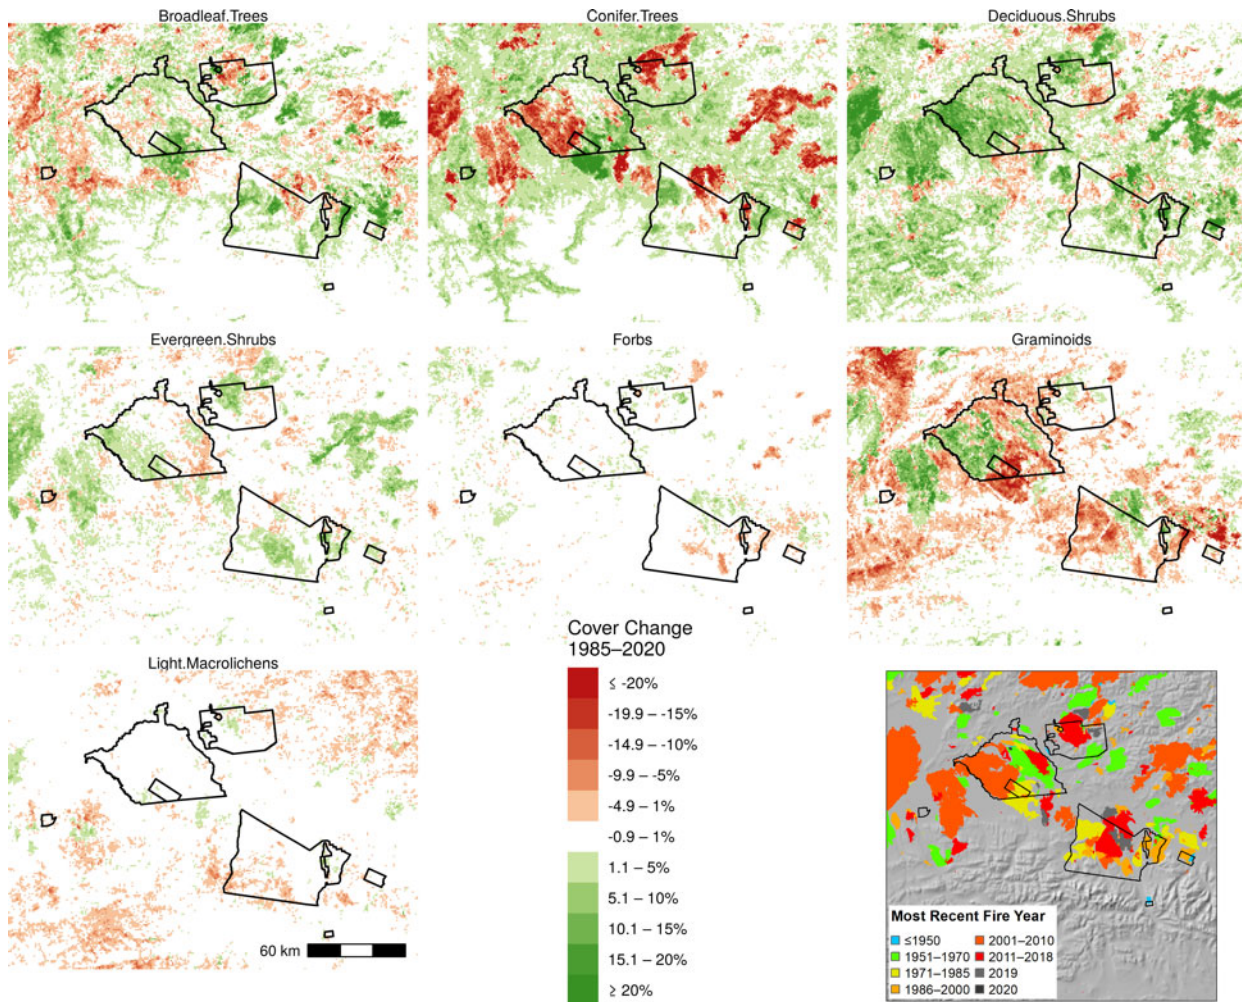 Broadleaf.Trees
Conifer.Trees
Deciduous.Shrubs
Evergreen.Shrubs
Forbs
Graminoids
Light.Macrolichens
60 km
Cover Change
1985–2020
≤ -20%
-19.9 – -15%
-14.9 – -10%
-9.9 – -5%
-4.9 – 1%
-0.9 – 1%
1.1 – 5%
5.1 – 10%
10.1 – 15%
15.1 – 20%
≥ 20%
Most Recent Fire Year
≤1950
1951–1970
1971–1985
1986–2000
2001–2010
2011–2018
2019
2020